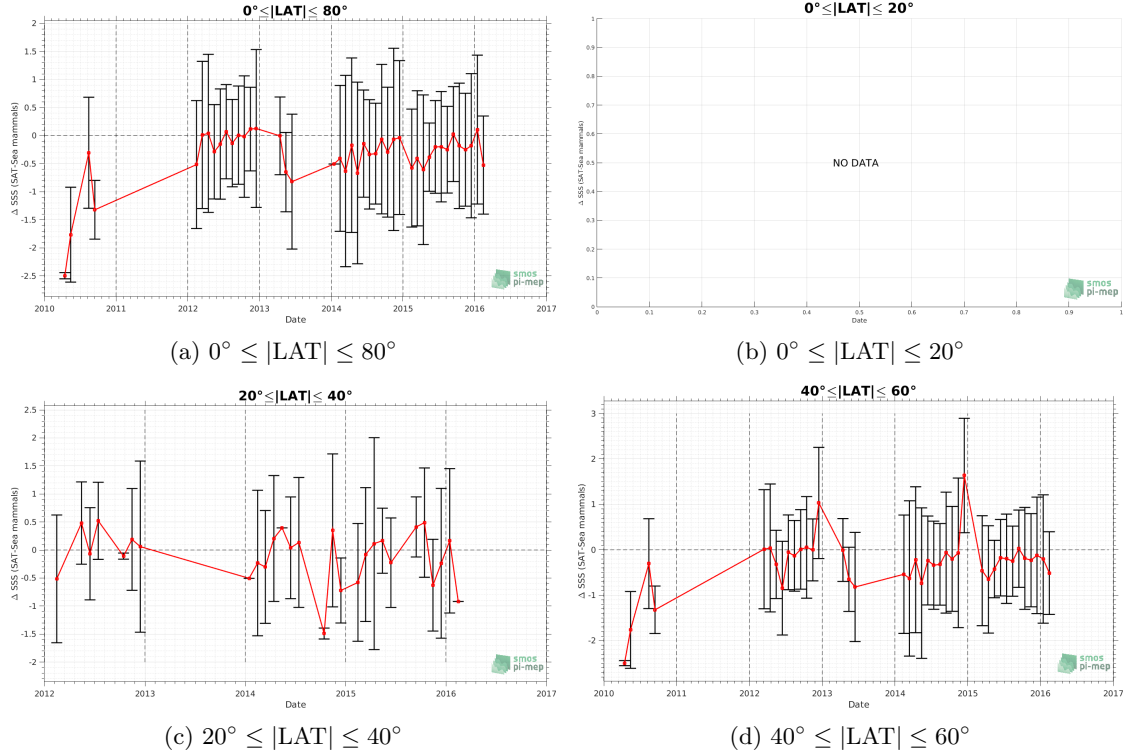 0°≤|LAT|≤ 80°
Δ SSS (SAT-Sea mammals)
2
1.5
1
0.5
0
-0.5
-1
-1.5
-2
-2.5
2010 2011 2012 2013 2014 2015 2016 2017
Date
smos
pi-mep
(a) 0° ≤ |LAT| ≤ 80°
0°≤|LAT|≤ 20°
Δ SSS (SAT-Sea mammals)
1
0.9
0.8
0.7
0.6
0.5
0.4
0.3
0.2
0.1
0
NO DATA
0 0.1 0.2 0.3 0.4 0.5 0.6 0.7 0.8 0.9 1
Date
smos
pi-mep
(b) 0° ≤ |LAT| ≤ 20°
20°≤|LAT|≤ 40°
Δ SSS (SAT-Sea mammals)
2.5
2
1.5
1
0.5
0
-0.5
-1
-1.5
-2
2012 2013 2014 2015 2016 2017
Date
smos
pi-mep
(c) 20° ≤ |LAT| ≤ 40°
40°≤|LAT|≤ 60°
Δ SSS (SAT-Sea mammals)
3
2
1
0
-1
-2
2010 2011 2012 2013 2014 2015 2016 2017
Date
smos
pi-mep
(d) 40° ≤ |LAT| ≤ 60°